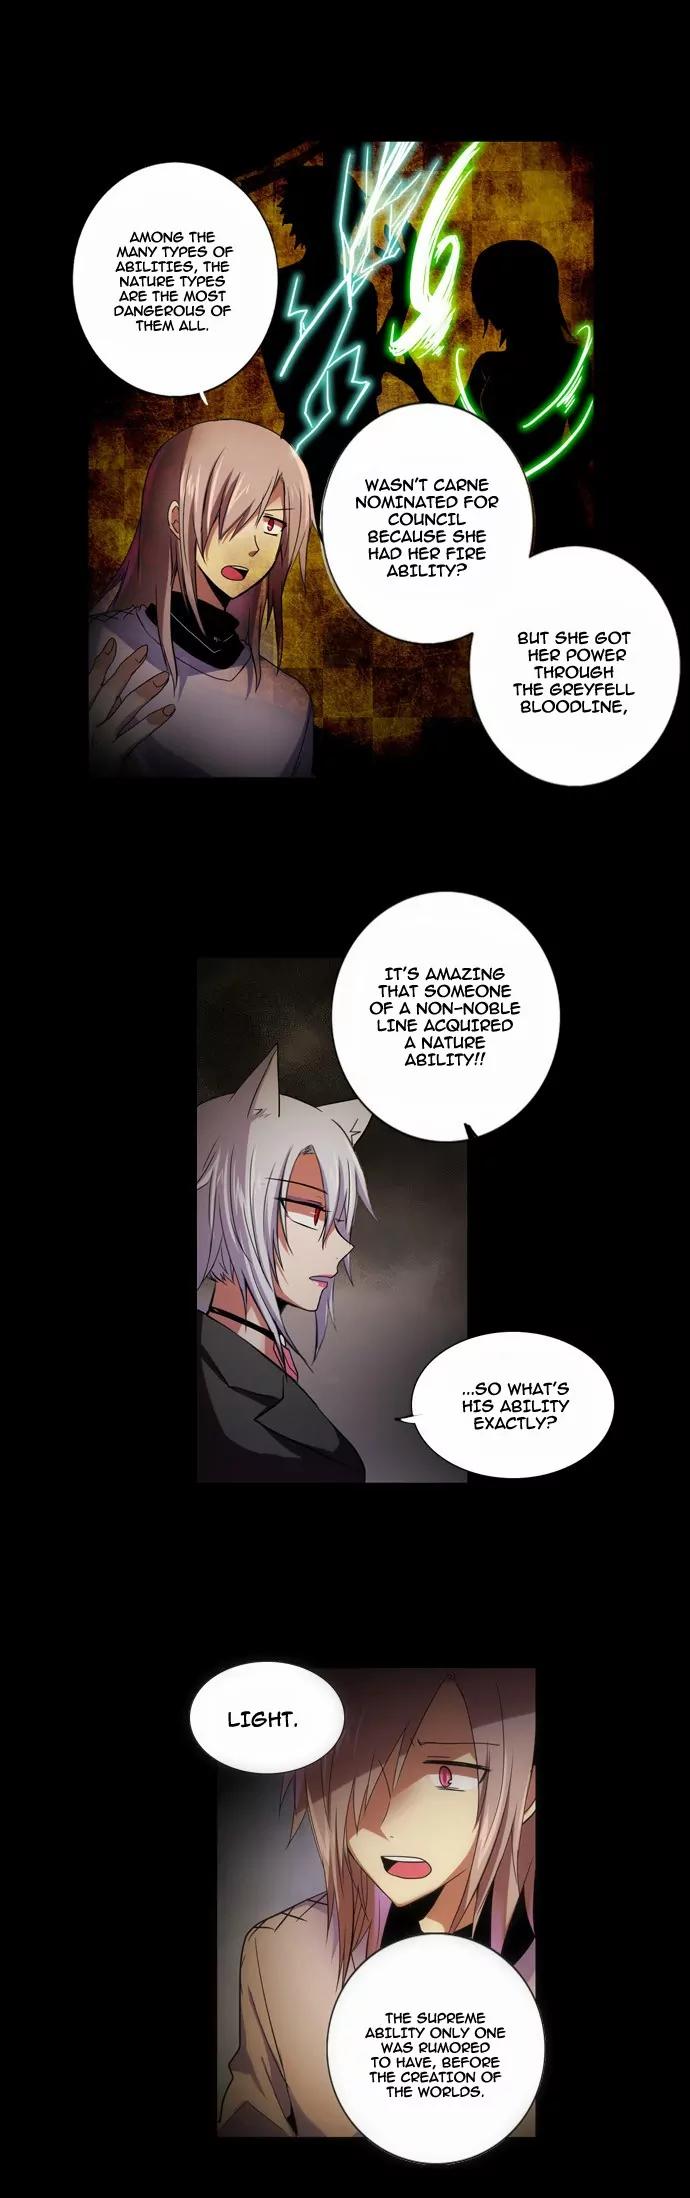 AMONG THE
MANY TYPES OF
ABILITIES, THE
NATURE TYPES
ARE THE MOST
DANGEROUS OF
THEM ALL.
WASN'T CARNE
NOMINATED FOR
COUNCIL
BECAUSE SHE
HAD HER FIRE
ABILITY?
BUT SHE GOT
HER POWER
THROUGH
THE GREYFELL
BLOODLINE,
IT'S AMAZING
THAT SOMEONE
OF A NON-NOBLE
LINE ACQUIRED
A NATURE
ABILITY!!
...SO WHAT'S
HIS ABILITY
EXACTLY?
LIGHT.
THE SUPREME
ABILITY ONLY ONE
WAS RUMORED
TO HAVE, BEFORE
THE CREATION OF
THE WORLDS.